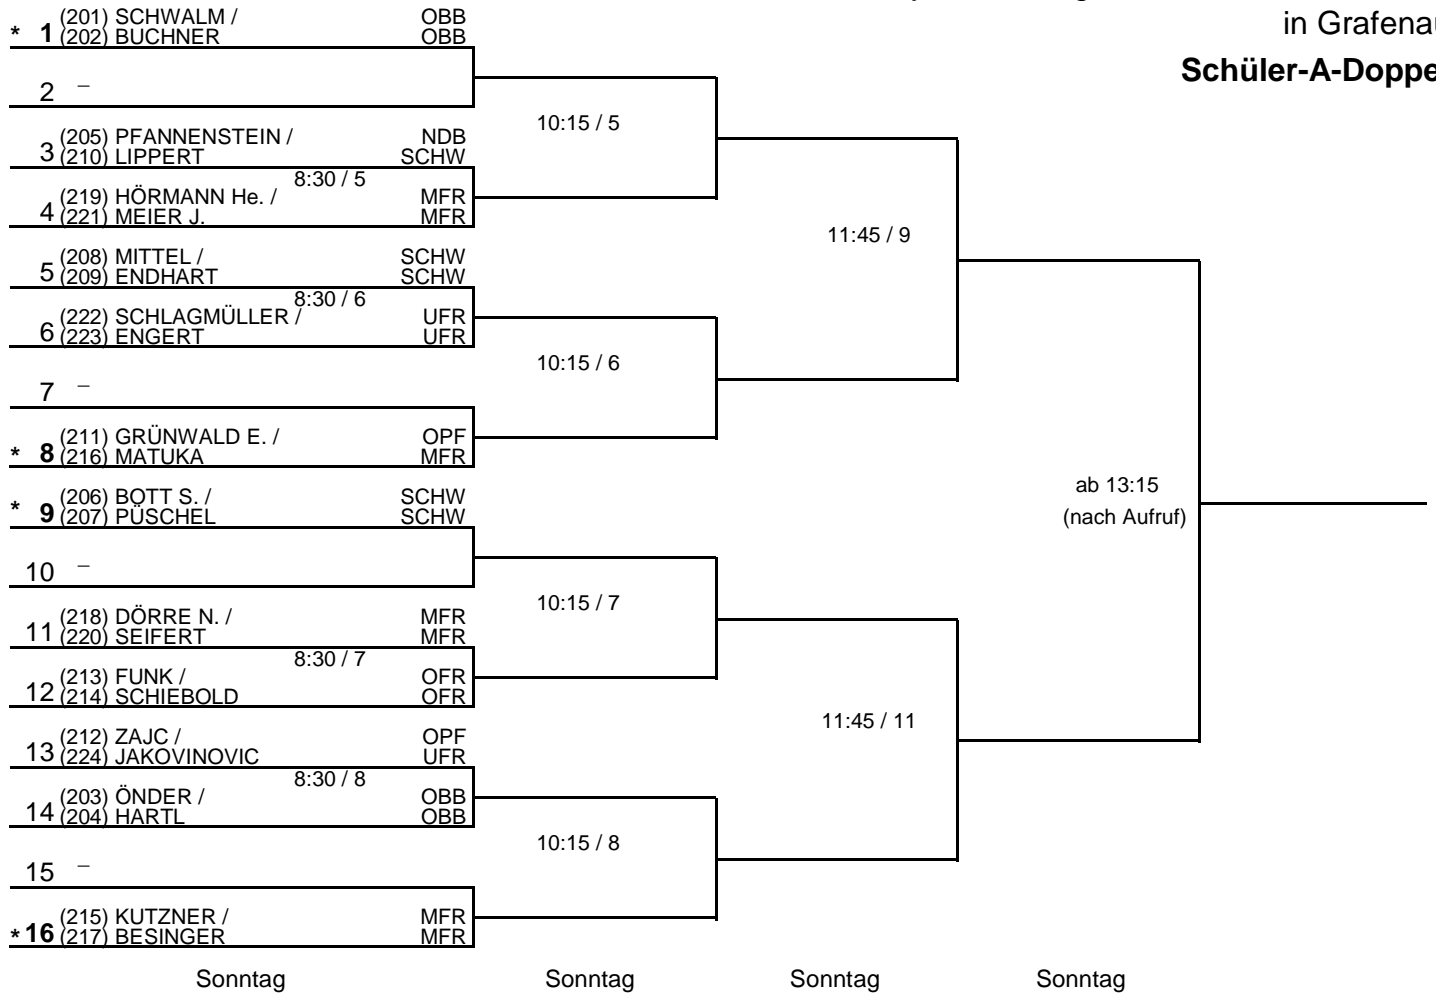 in Grafenau
Schüler-A-Doppe
(201) SCHWALM / OBB
* 1 (202) BUCHNER OBB
2 –
10:15 / 5
(205) PFANNENSTEIN / NDB
3 (210) LIPPERT SCHW
8:30 / 5
(219) HÖRMANN He. / MFR
4 (221) MEIER J. MFR
11:45 / 9
(208) MITTEL / SCHW
5 (209) ENDHART SCHW
8:30 / 6
(222) SCHLAGMÜLLER / UFR
6 (223) ENGERT UFR
10:15 / 6
7 –
(211) GRÜNWALD E. / OPF
* 8 (216) MATUKA MFR
ab 13:15
(nach Aufruf)
(206) BOTT S. / SCHW
* 9 (207) PÜSCHEL SCHW
10 –
10:15 / 7
(218) DÖRRE N. / MFR
11 (220) SEIFERT MFR
8:30 / 7
(213) FUNK / OFR
12 (214) SCHIEBOLD OFR
11:45 / 11
(212) ZAJC / OPF
13 (224) JAKOVINOVIC UFR
8:30 / 8
(203) ÖNDER / OBB
14 (204) HARTL OBB
10:15 / 8
15 –
(215) KUTZNER / MFR
* 16 (217) BESINGER MFR
Sonntag Sonntag Sonntag Sonntag